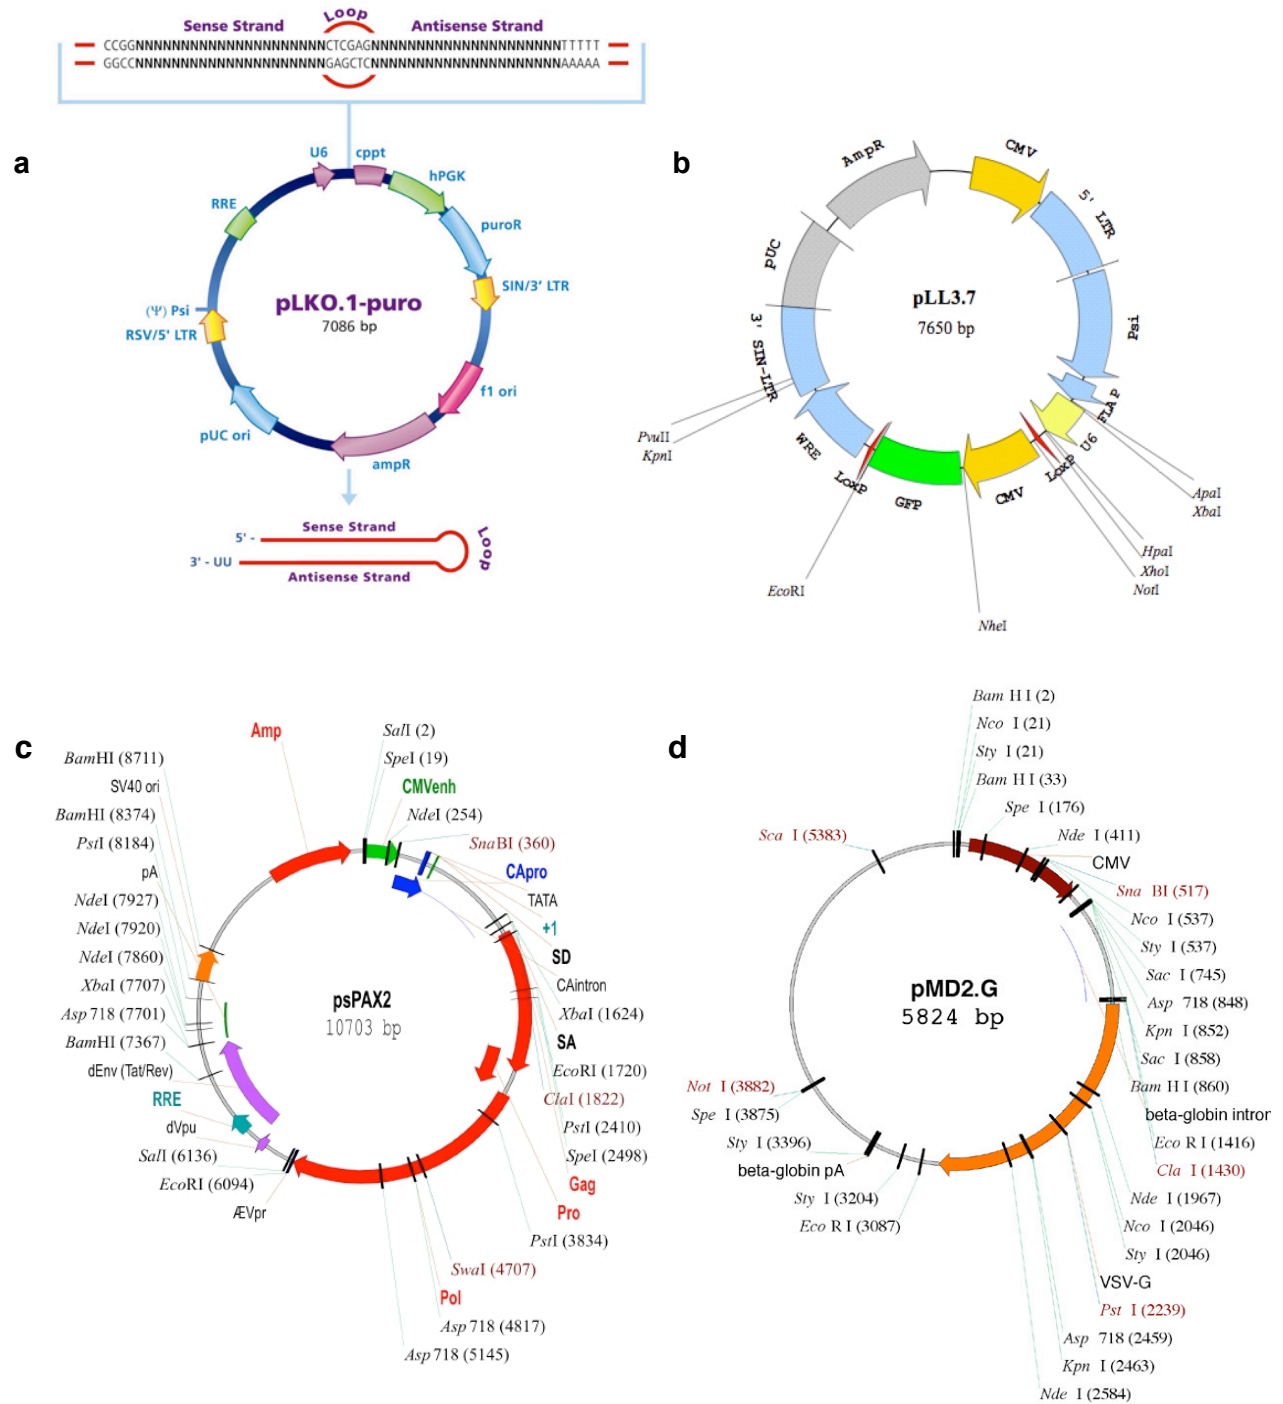 Loop
Sense Strand
Antisense Strand
CCGGNNNNNNNNNNNNNNNNNNNNNCTCGAGNNNNNNNNNNNNNNNNNNNNNTTTTT
GGCCNNNNNNNNNNNNNNNNNNNNNGAGCTCNNNNNNNNNNNNNNNNNNNNNAAAAA
a
U6
cppt
hPGK
puroR
RRE
SIN/3' LTR
(Ψ) Psi
RSV/5' LTR
pLKO.1-puro
7086 bp
f1 ori
pUC ori
ampR
Sense Strand
5' -
3' - UU
Antisense Strand
Loop
b
AmpR
CMV
5' LTR
PUC
Psi
pLL3.7
7650 bp
3' SIN-LTR
FLAP
U6
LoxP
CMV
GFP
LoxP
WRE
PvuII
KpnI
ApaI
XbaI
HpaI
XhoI
NotI
EcoRI
NheI
c
Amp
SalI (2)
SpeI (19)
CMVenh
NdeI (254)
SnaBI (360)
CApro
TATA
+1
SD
CAintron
XbaI (1624)
SA
EcoRI (1720)
ClaI (1822)
PstI (2410)
SpeI (2498)
Gag
Pro
PstI (3834)
SwaI (4707)
Pol
Asp718 (4817)
Asp718 (5145)
BamHI (8711)
SV40 ori
BamHI (8374)
PstI (8184)
pA
NdeI (7927)
NdeI (7920)
NdeI (7860)
XbaI (7707)
Asp718 (7701)
BamHI (7367)
dEnv (Tat/Rev)
RRE
dVpu
SalI (6136)
EcoRI (6094)
ÆVpr
psPAX2
10703 bp
d
Bam HI (2)
Nco I (21)
Sty I (21)
Bam HI (33)
Spe I (176)
Nde I (411)
CMV
Sna BI (517)
Nco I (537)
Sty I (537)
Sac I (745)
Asp 718 (848)
Kpn I (852)
Sac I (858)
Bam HI (860)
beta-globin intron
Eco RI (1416)
Cla I (1430)
Nde I (1967)
Nco I (2046)
Sty I (2046)
VSV-G
Pst I (2239)
Asp 718 (2459)
Kpn I (2463)
Nde I (2584)
Sca I (5383)
pMD2.G
5824 bp
Not I (3882)
Spe I (3875)
Sty I (3396)
beta-globin pA
Sty I (3204)
Eco RI (3087)